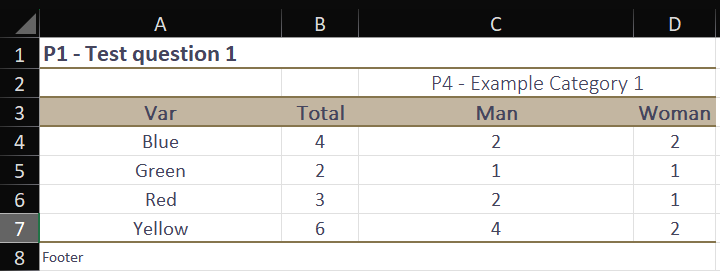 A B C D
1 P1 - Test question 1
2 P4 - Example Category 1
3 Var Total Man Woman
4 Blue 4 2 2
5 Green 2 1 1
6 Red 3 2 1
7 Yellow 6 4 2
8 Footer